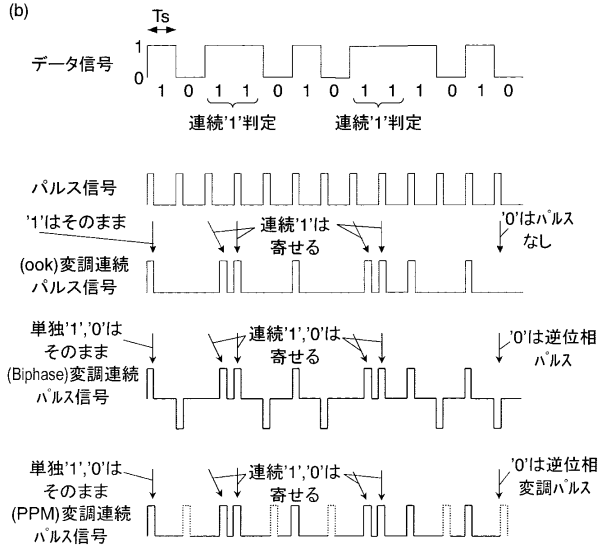 (b)
Ts
データ信号
1
0
1 0 1 1 0 1 0 1 1 1 0 1 0
連続'1'判定 連続'1'判定
パルス信号
'1'はそのまま
連続'1'は
寄せる
'0'はパルス
なし
(ook)変調連続
パルス信号
単独'1','0'は
そのまま
連続'1','0'は
寄せる
'0'は逆位相
パルス
(Biphase)変調連続
パルス信号
単独'1','0'は
そのまま
連続'1','0'は
寄せる
'0'は逆位相
変調パルス
(PPM)変調連続
パルス信号